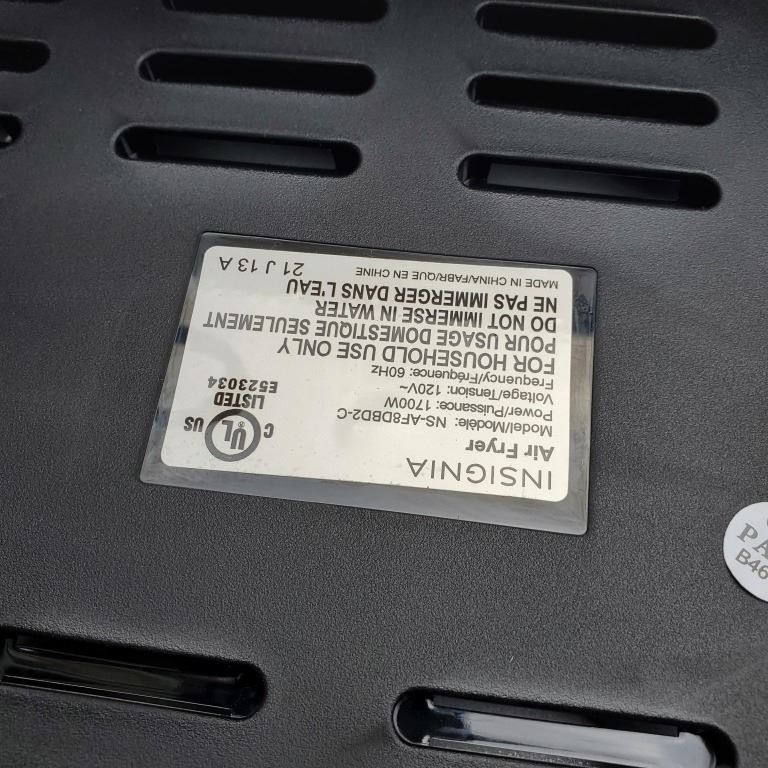 INSIGNIA
Air Fryer
Model/Modèle: NS-AF8DBD2-C
Power/Puissance: 1700W
Voltage/Tension: 120V~
Frequency/Fréquence: 60Hz
FOR HOUSEHOLD USE ONLY
POUR USAGE DOMESTIQUE SEULEMENT
DO NOT IMMERSE IN WATER
NE PAS IMMERGER DANS L'EAU
MADE IN CHINA/FABRIQUE EN CHINE
21 J 13 A
C UL ® US
LISTED
E523034
PA
B46